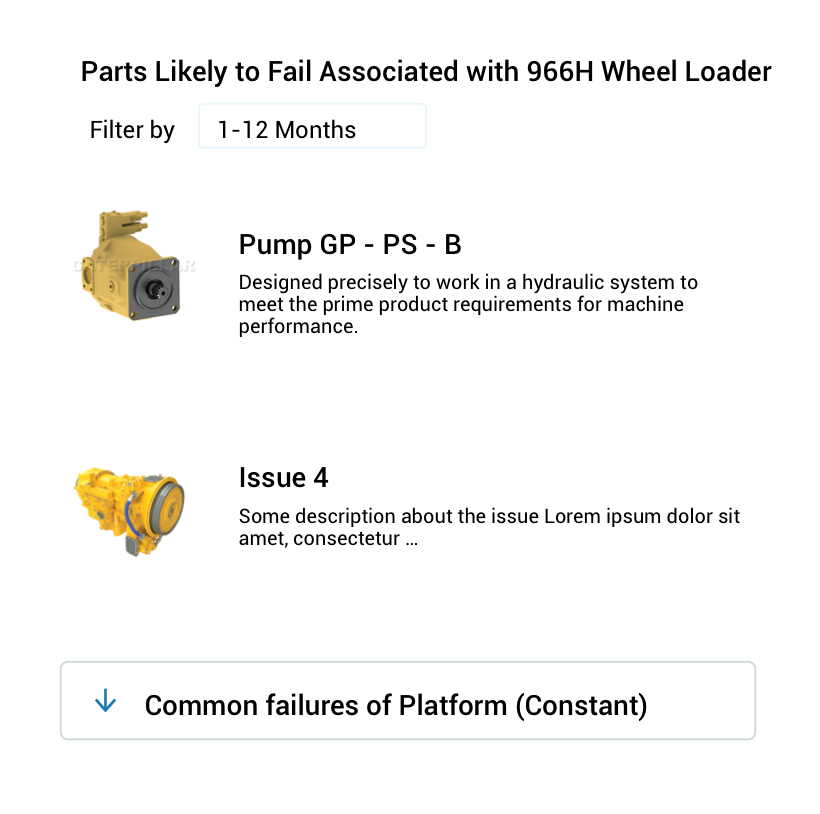 Parts Likely to Fail Associated with 966H Wheel Loader
Filter by
1-12 Months
CATERPILLAR
Pump GP - PS - B
Designed precisely to work in a hydraulic system to
meet the prime product requirements for machine
performance.
Issue 4
Some description about the issue Lorem ipsum dolor sit
amet, consectetur ...
Common failures of Platform (Constant)